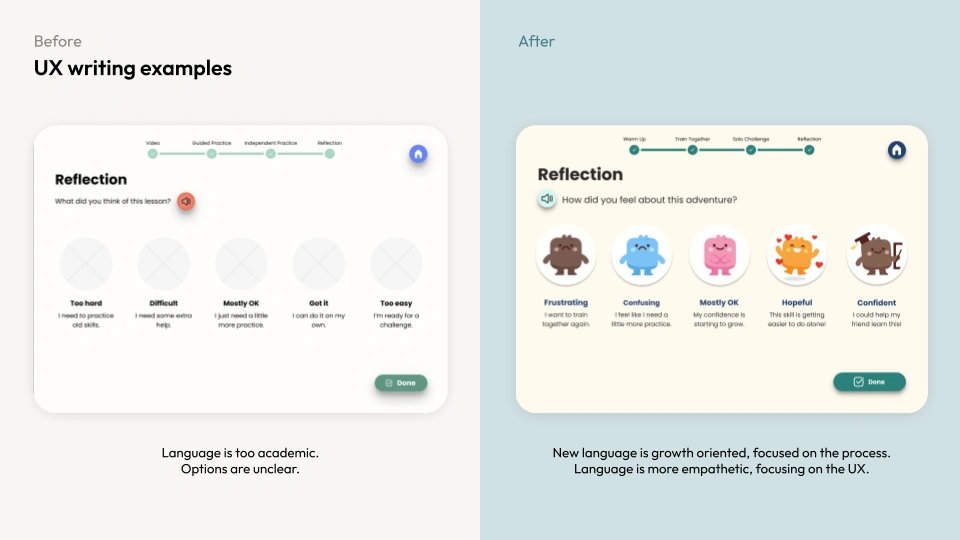 Before
UX writing examples
Video
Guided Practice
Independent Practice
Reflection
Reflection
What did you think of this lesson?
Too hard
I need to practice
old skills.
Difficult
I need some extra
help.
Mostly OK
I just need a little
more practice.
Got it
I can do it on my
own.
Too easy
I'm ready for a
challenge.
Done
Language is too academic.
Options are unclear.
After
Warm Up
Train Together
Solo Challenge
Reflection
Reflection
How did you feel about this adventure?
Frustrating
I want to train
together again.
Confusing
I feel like I need a
little more practice.
Mostly OK
My confidence is
starting to grow.
Hopeful
This skill is getting
easier to do alone!
Confident
I could help my
friend learn this!
Done
New language is growth oriented, focused on the process.
Language is more empathetic, focusing on the UX.